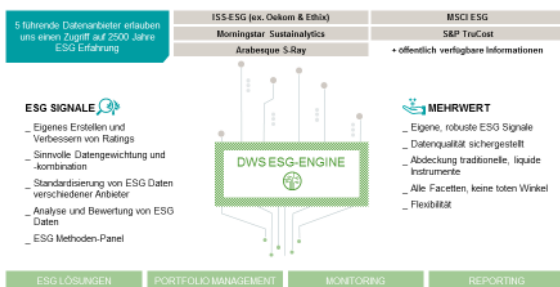 5 führende Datenanbieter erlauben
uns einen Zugriff auf 2500 Jahre
ESG Erfahrung
ISS-ESG (ex. Oekom & Ethix)
MSCI ESG
Morningstar Sustainalytics
S&P TruCost
Arabesque S-Ray
+ öffentlich verfügbare Informationen
ESG SIGNALE
_ Eigenes Erstellen und
Verbessern von Ratings
_ Sinnvolle Datengewichtung und
-kombination
_ Standardisierung von ESG Daten
verschiedener Anbieter
_ Analyse und Bewertung von ESG
Daten
_ ESG Methoden-Panel
DWS ESG-ENGINE
MEHRWERT
_ Eigene, robuste ESG Signale
_ Datenqualität sichergestellt
_ Abdeckung traditionelle, liquide
Instrumente
_ Alle Facetten, keine toten Winkel
_ Flexibilität
ESG LÖSUNGEN
PORTFOLIO MANAGEMENT
MONITORING
REPORTING